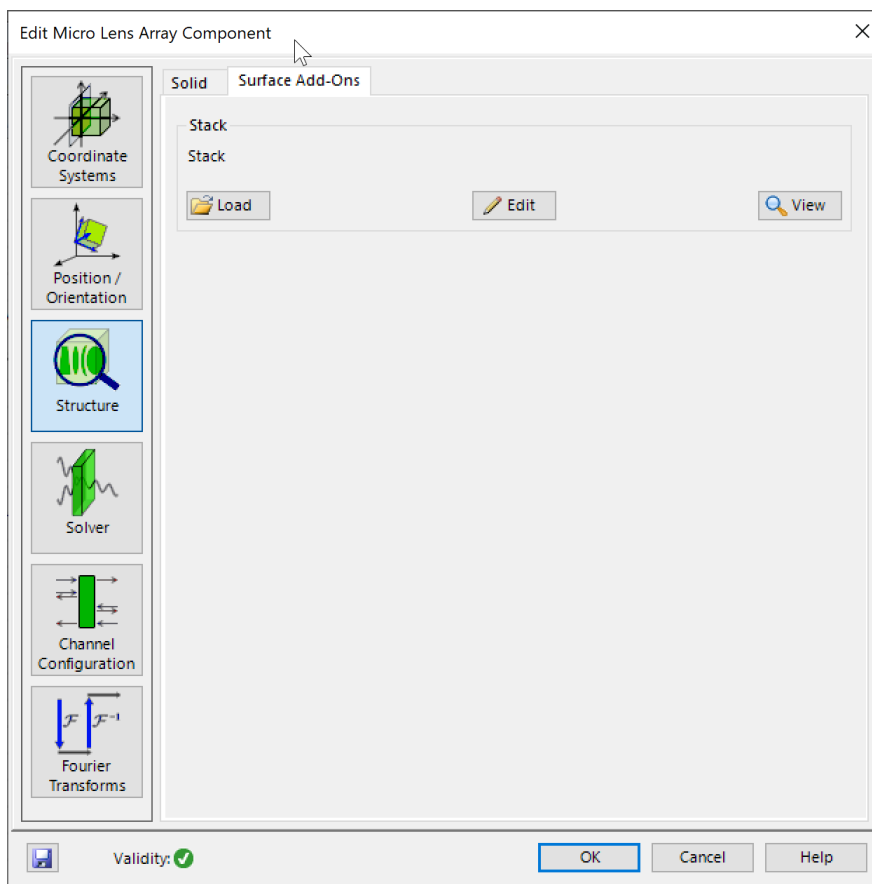 Edit Micro Lens Array Component
Coordinate
Systems
Position /
Orientation
Structure
Solver
Channel
Configuration
ℱ ℱ⁻¹
Fourier
Transforms
Solid Surface Add-Ons
Stack
Stack
Load Edit View
Validity: OK Cancel Help